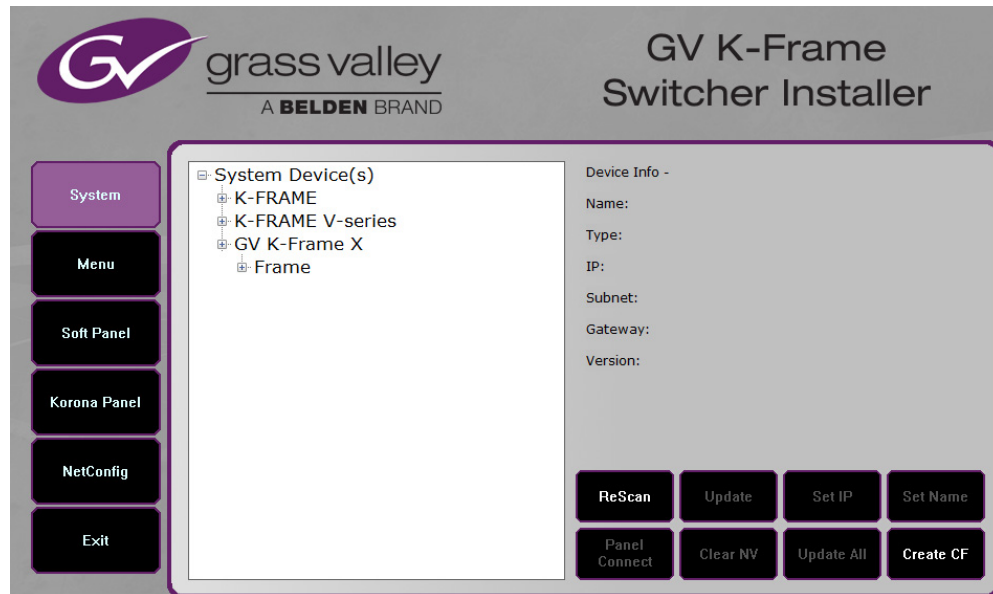 GV
grass valley
A BELDEN BRAND
GV K-Frame
Switcher Installer
System
Menu
Soft Panel
Korona Panel
NetConfig
Exit
System Device(s)
K-FRAME
K-FRAME V-series
GV K-Frame X
Frame
Device Info -
Name:
Type:
IP:
Subnet:
Gateway:
Version:
ReScan
Update
Set IP
Set Name
Panel
Connect
Clear NV
Update All
Create CF